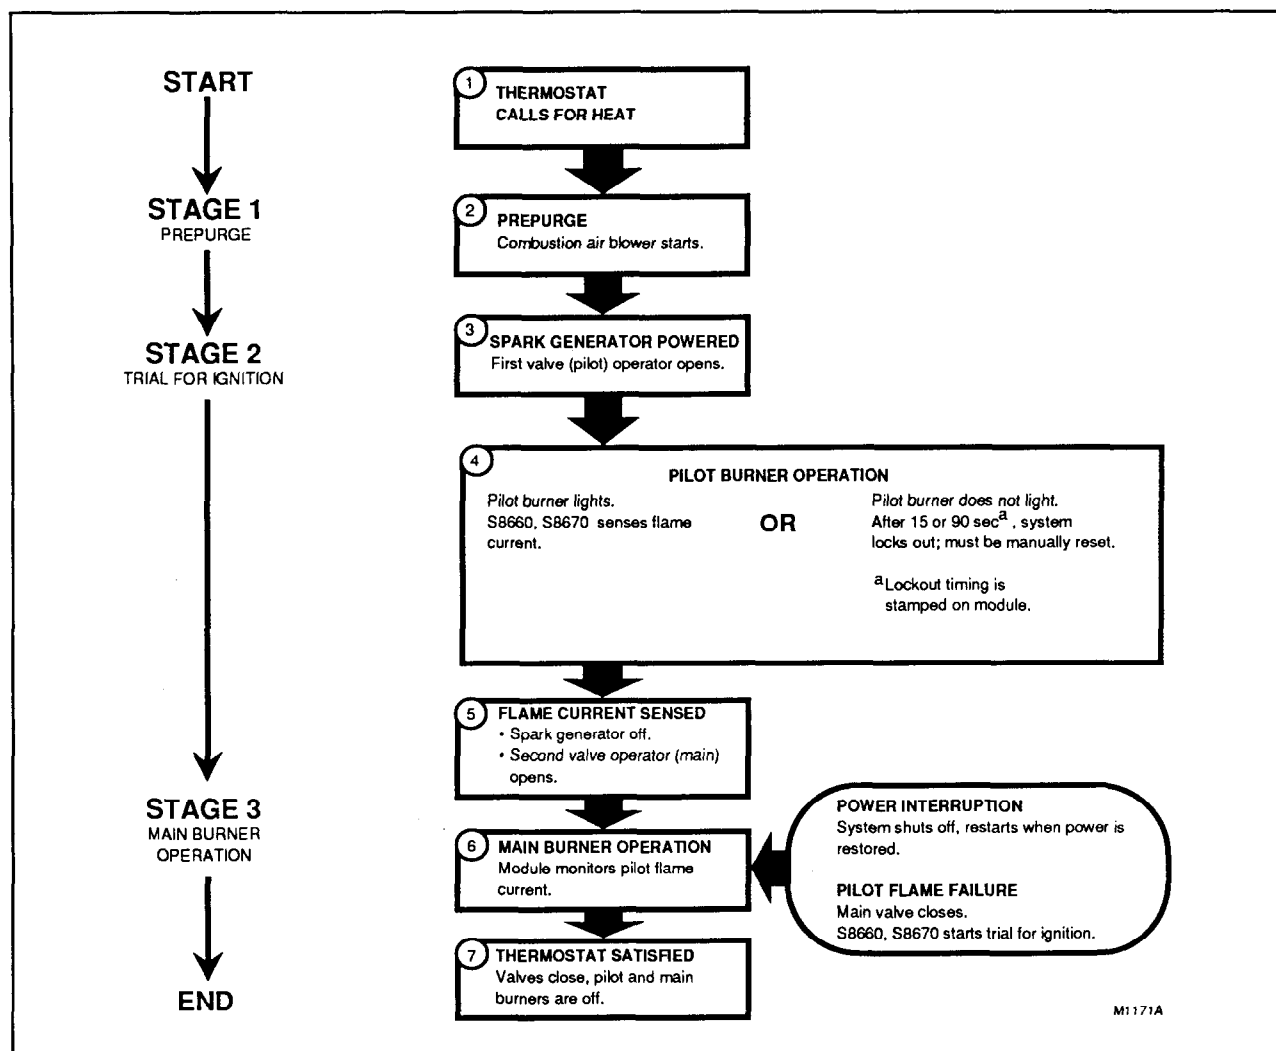 START
STAGE 1
PREPURGE
STAGE 2
TRIAL FOR IGNITION
STAGE 3
MAIN BURNER
OPERATION
END
1
THERMOSTAT
CALLS FOR HEAT
2
PREPURGE
Combustion air blower starts.
3
SPARK GENERATOR POWERED
First valve (pilot) operator opens.
4
PILOT BURNER OPERATION
Pilot burner lights.
S8660, S8670 senses flame
current.
OR
Pilot burner does not light.
After 15 or 90 sec a, system
locks out; must be manually reset.
a Lockout timing is
stamped on module.
5
FLAME CURRENT SENSED
• Spark generator off.
• Second valve operator (main)
opens.
6
MAIN BURNER OPERATION
Module monitors pilot flame
current.
POWER INTERRUPTION
System shuts off, restarts when power is
restored.
PILOT FLAME FAILURE
Main valve closes.
S8660, S8670 starts trial for ignition.
7
THERMOSTAT SATISFIED
Valves close, pilot and main
burners are off.
M1171A